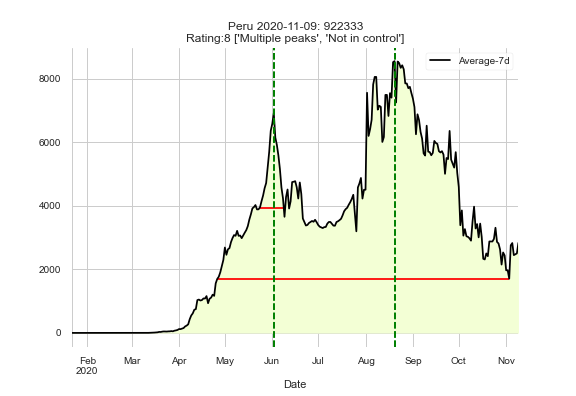 Peru 2020-11-09: 922333
Rating:8 ['Multiple peaks', 'Not in control']
Average-7d
8000
6000
4000
2000
0
Feb Mar Apr May Jun Jul Aug Sep Oct Nov
2020
Date